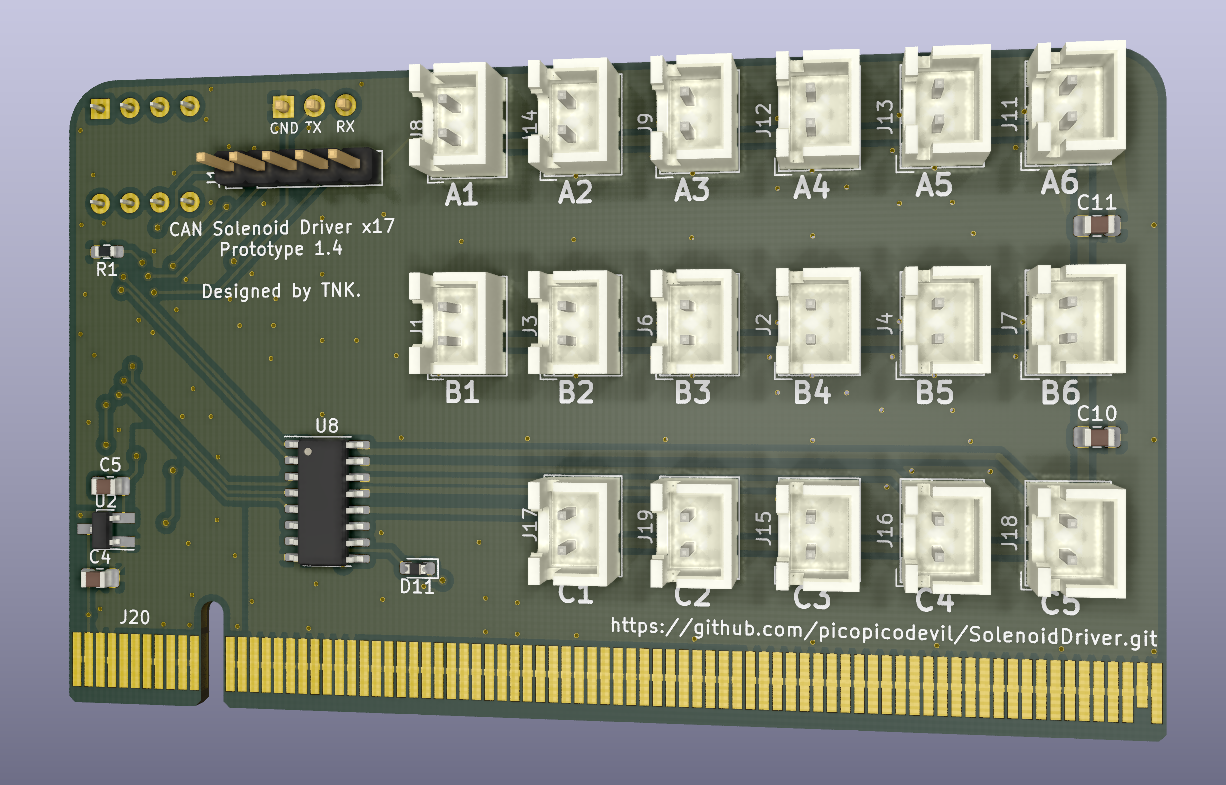 GND TX RX
J8
J14
J9
J12
J13
J11
A1 A2 A3 A4 A5 A6
C11
CAN Solenoid Driver x17
Prototype 1.4
R1
Designed by TNK.
J1
J3
J6
J2
J4
J7
B1 B2 B3 B4 B5 B6
C10
U8
C5
U2
C4
J17
J19
J15
J16
J18
D11
C1 C2 C3 C4 C5
J20
https://github.com/picopicodevil/SolenoidDriver.git